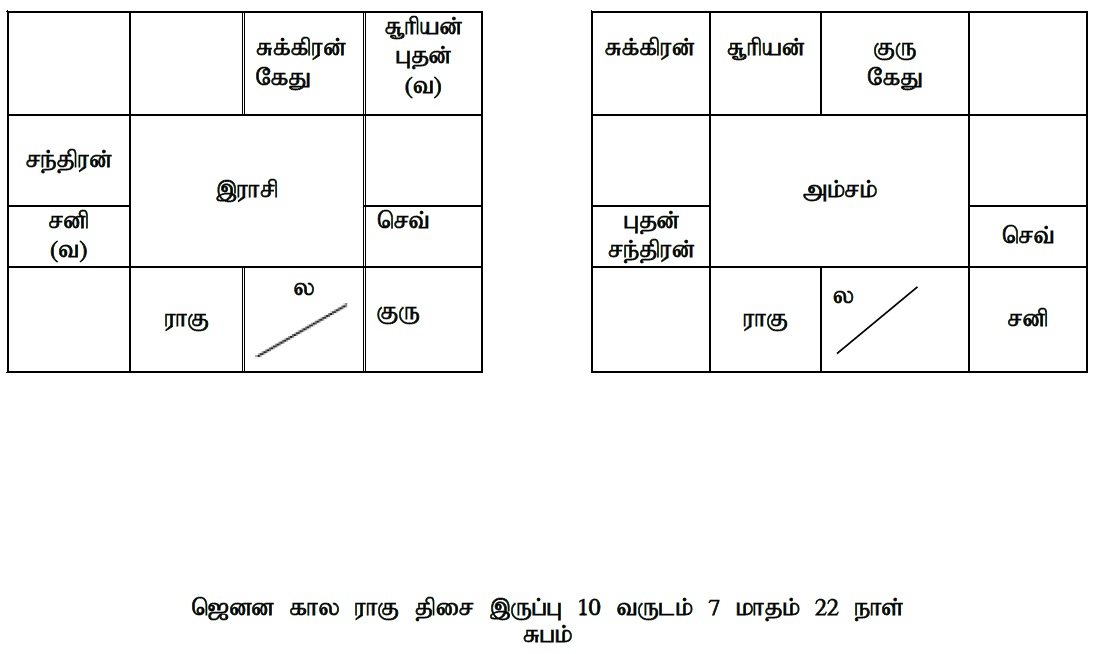 சுக்கிரன்
கேது
சூரியன்
புதன்
(வ)
சந்திரன்
இராசி
சனி
(வ)
செவ்
ராகு
ல
குரு
சுக்கிரன்
சூரியன்
குரு
கேது
அம்சம்
புதன்
சந்திரன்
செவ்
ராகு
ல
சனி
ஜெனன கால ராகு திசை இருப்பு 10 வருடம் 7 மாதம் 22 நாள்
சுபம்